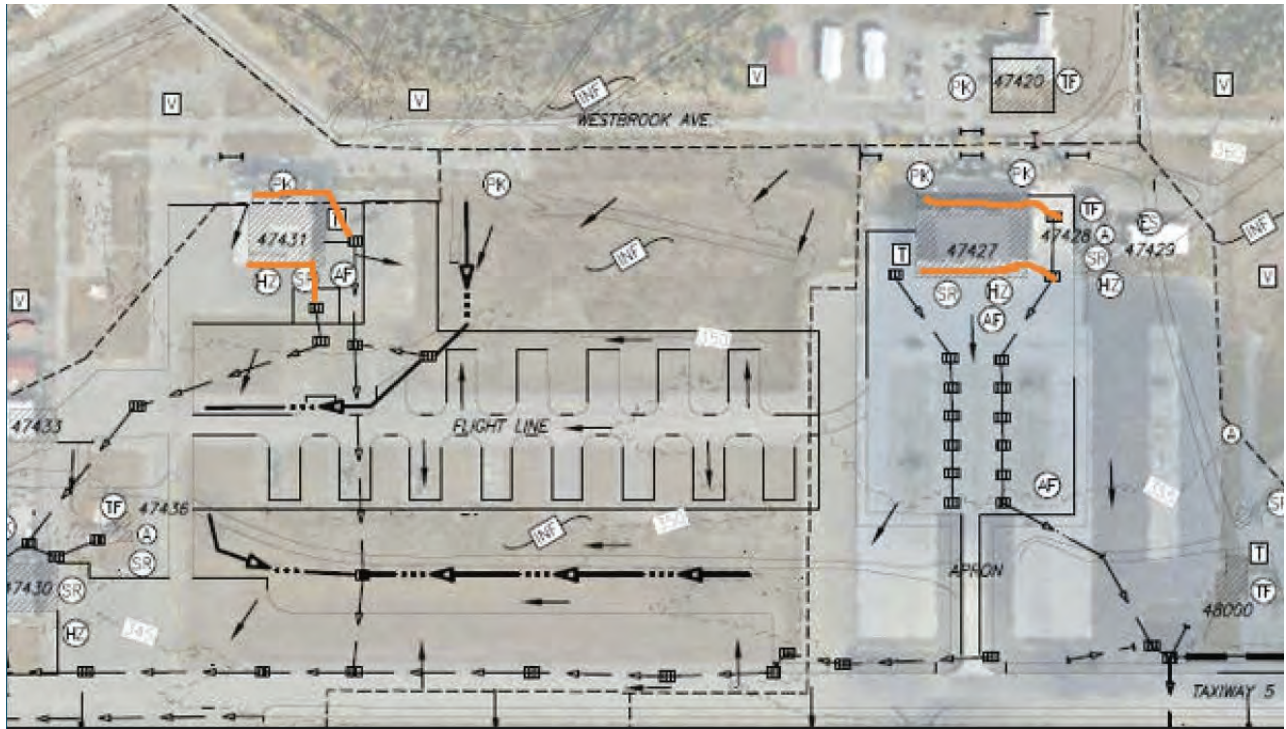 V
V
V
V
INF
PK
47420
TF
WESTBROOK AVE.
360
PK
PK
PK
PK
T
47431
HZ
SR
AF
V
INF
T
47427
47428
TF
A
SR
HZ
ES
47429
INF
V
SR
HZ
AF
350
47433
FLIGHT LINE
A
47436
TF
A
SR
INF
350
AF
355
T
TF
47430
SR
HZ
345
APRON
48000
TAXIWAY 5